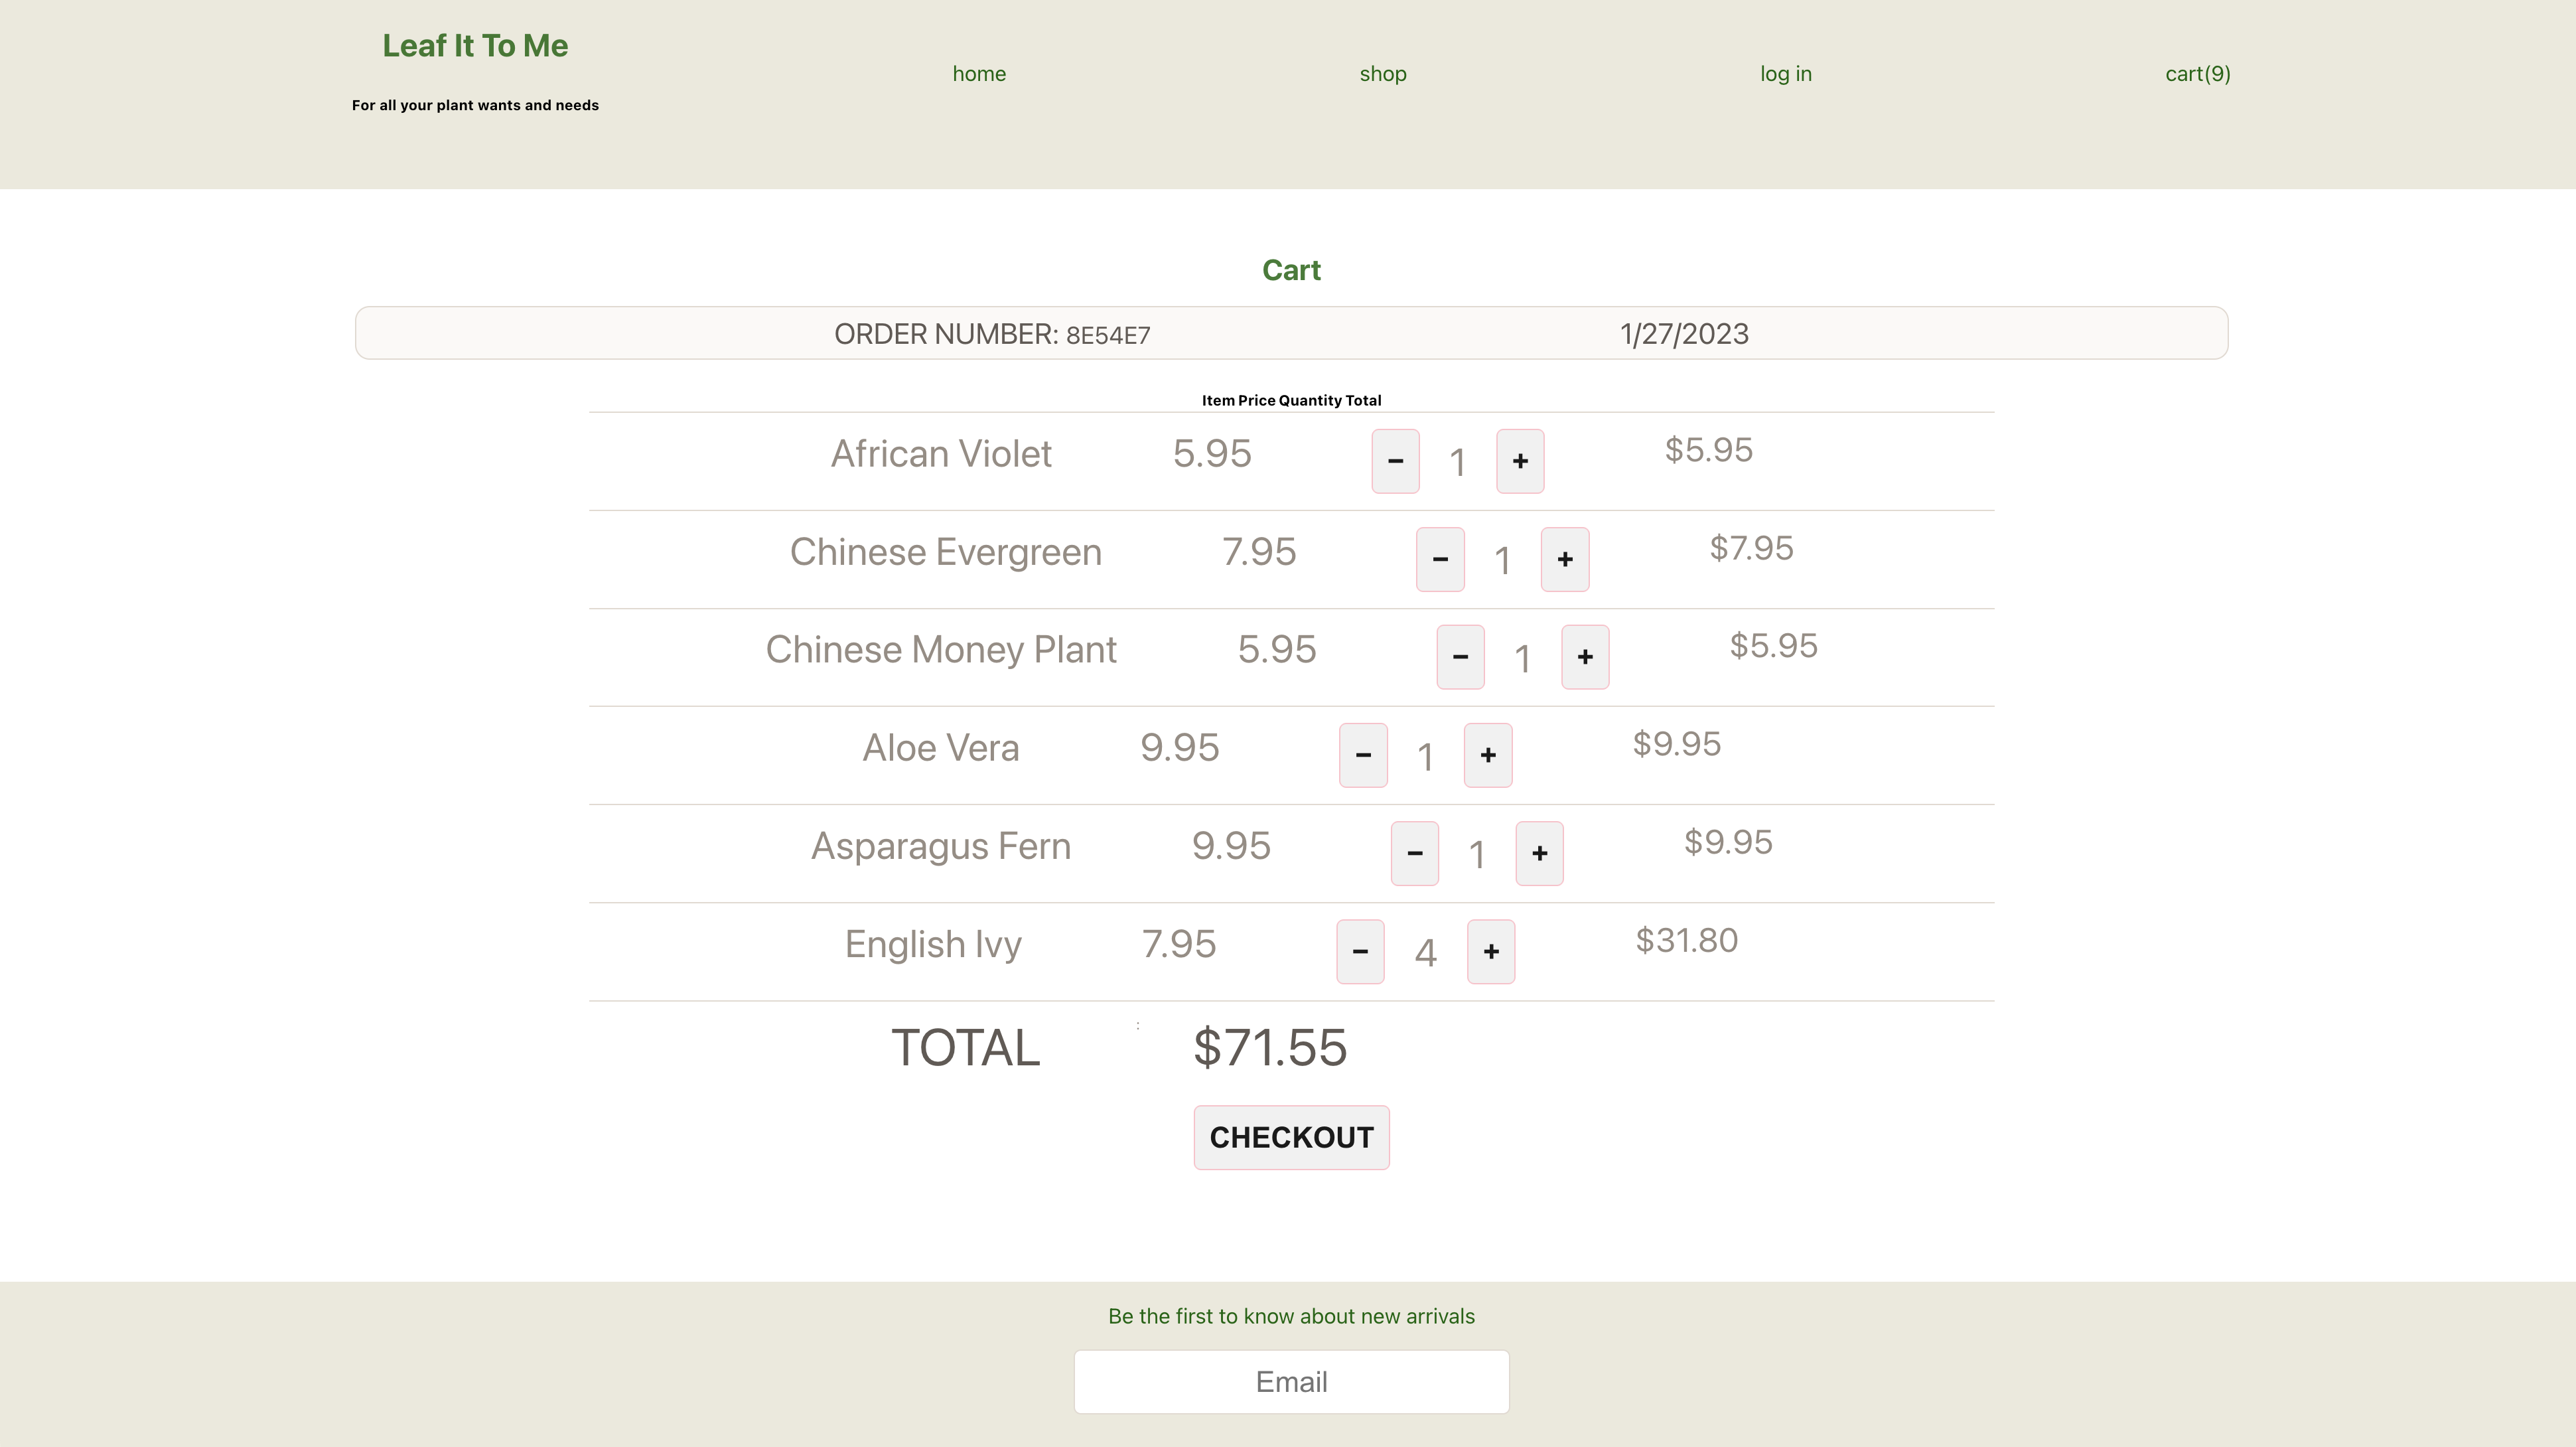 Leaf It To Me
home shop log in cart(9)
For all your plant wants and needs
Cart
ORDER NUMBER: 8E54E7 1/27/2023
Item Price Quantity Total
African Violet 5.95 - 1 + $5.95
Chinese Evergreen 7.95 - 1 + $7.95
Chinese Money Plant 5.95 - 1 + $5.95
Aloe Vera 9.95 - 1 + $9.95
Asparagus Fern 9.95 - 1 + $9.95
English Ivy 7.95 - 4 + $31.80
TOTAL : $71.55
CHECKOUT
Be the first to know about new arrivals
Email